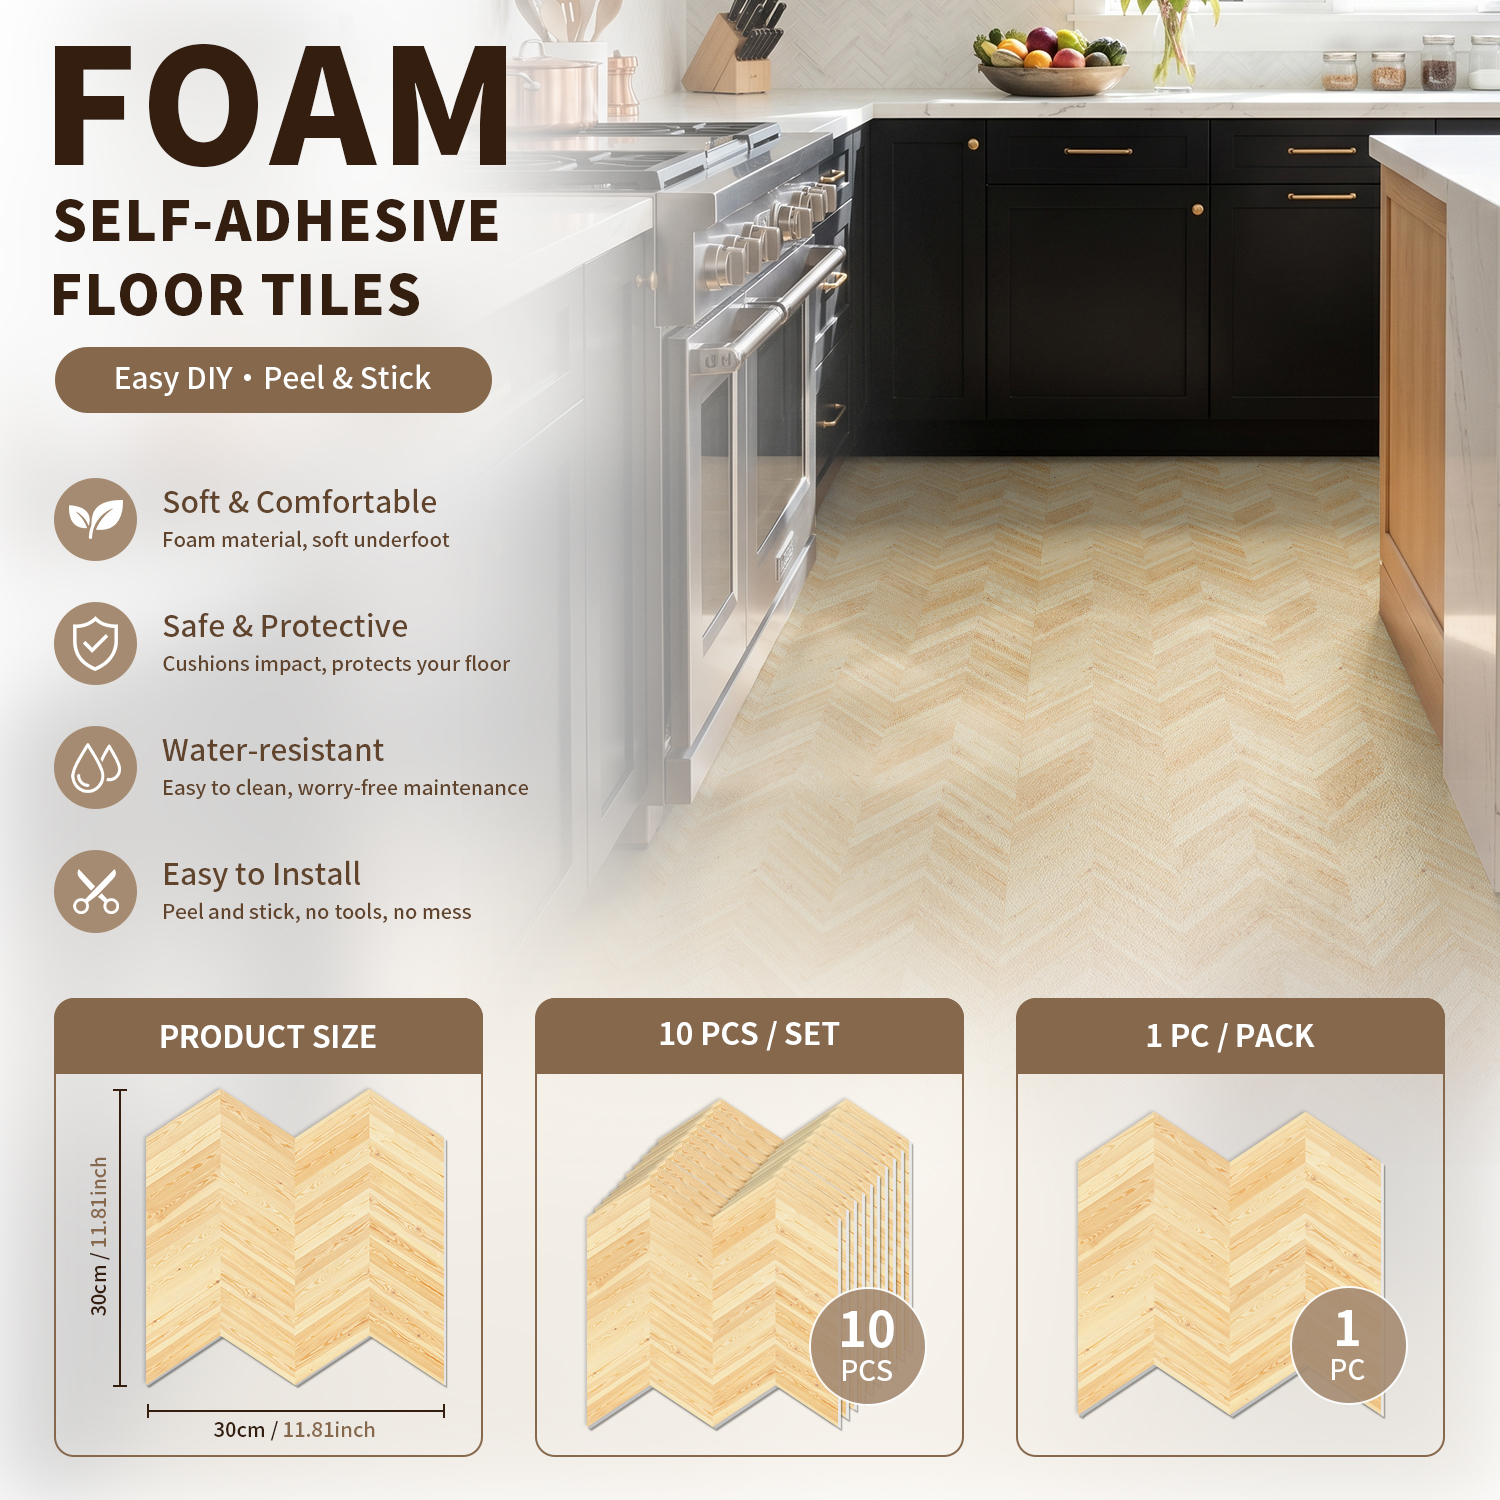 FOAM
SELF-ADHESIVE
FLOOR TILES
Easy DIY • Peel & Stick
Soft & Comfortable
Foam material, soft underfoot
Safe & Protective
Cushions impact, protects your floor
Water-resistant
Easy to clean, worry-free maintenance
Easy to Install
Peel and stick, no tools, no mess
PRODUCT SIZE
30cm / 11.81inch
30cm / 11.81inch
10 PCS / SET
10
PCS
1 PC / PACK
1
PC